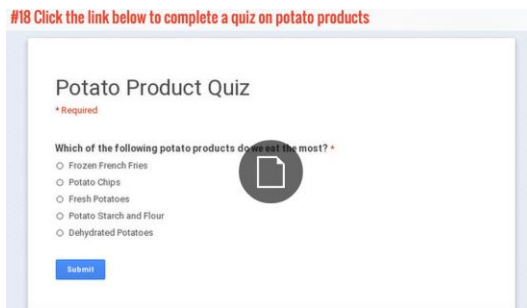 #18 Click the link below to complete a quiz on potato products
Potato Product Quiz
* Required
Which of the following potato products do we eat the most? *
Frozen French Fries
Potato Chips
Fresh Potatoes
Potato Starch and Flour
Dehydrated Potatoes
Submit